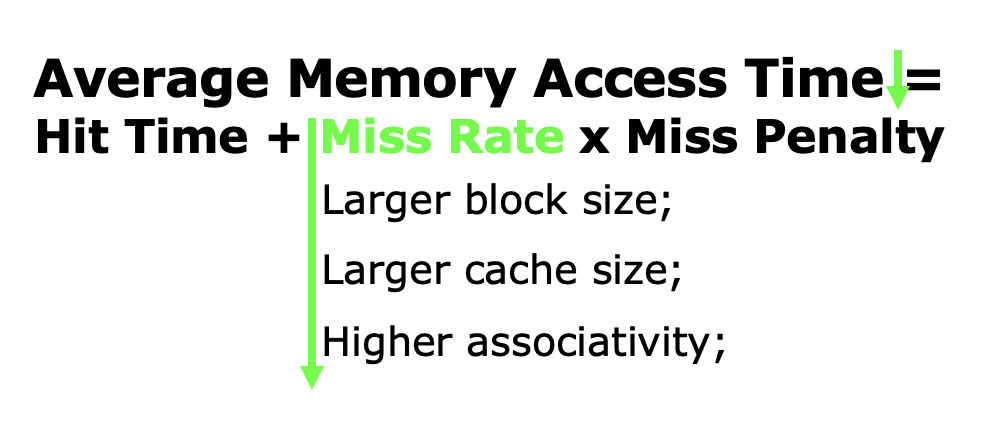 Average Memory Access Time =
Hit Time + Miss Rate x Miss Penalty
Larger block size;
Larger cache size;
Higher associativity;